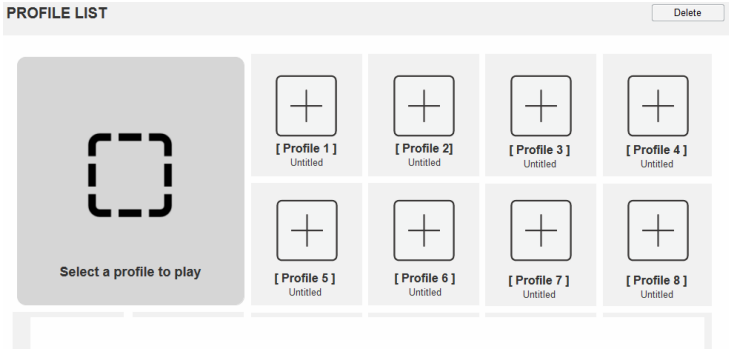 PROFILE LIST
Delete
[ Profile 1 ]
Untitled
[ Profile 2]
Untitled
[ Profile 3 ]
Untitled
[ Profile 4 ]
Untitled
Select a profile to play
[ Profile 5 ]
Untitled
[ Profile 6 ]
Untitled
[ Profile 7 ]
Untitled
[ Profile 8 ]
Untitled